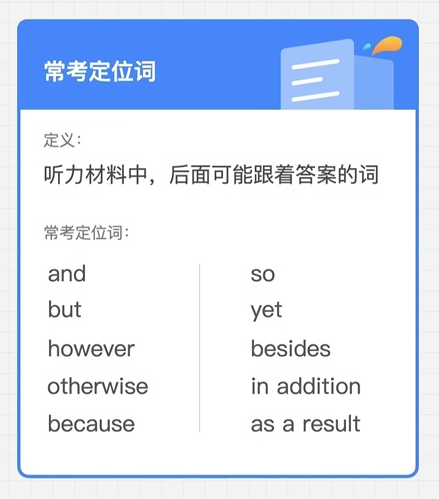 常考定位词
定义：
听力材料中，后面可能跟着答案的词
常考定位词：
and
but
however
otherwise
because
so
yet
besides
in addition
as a result